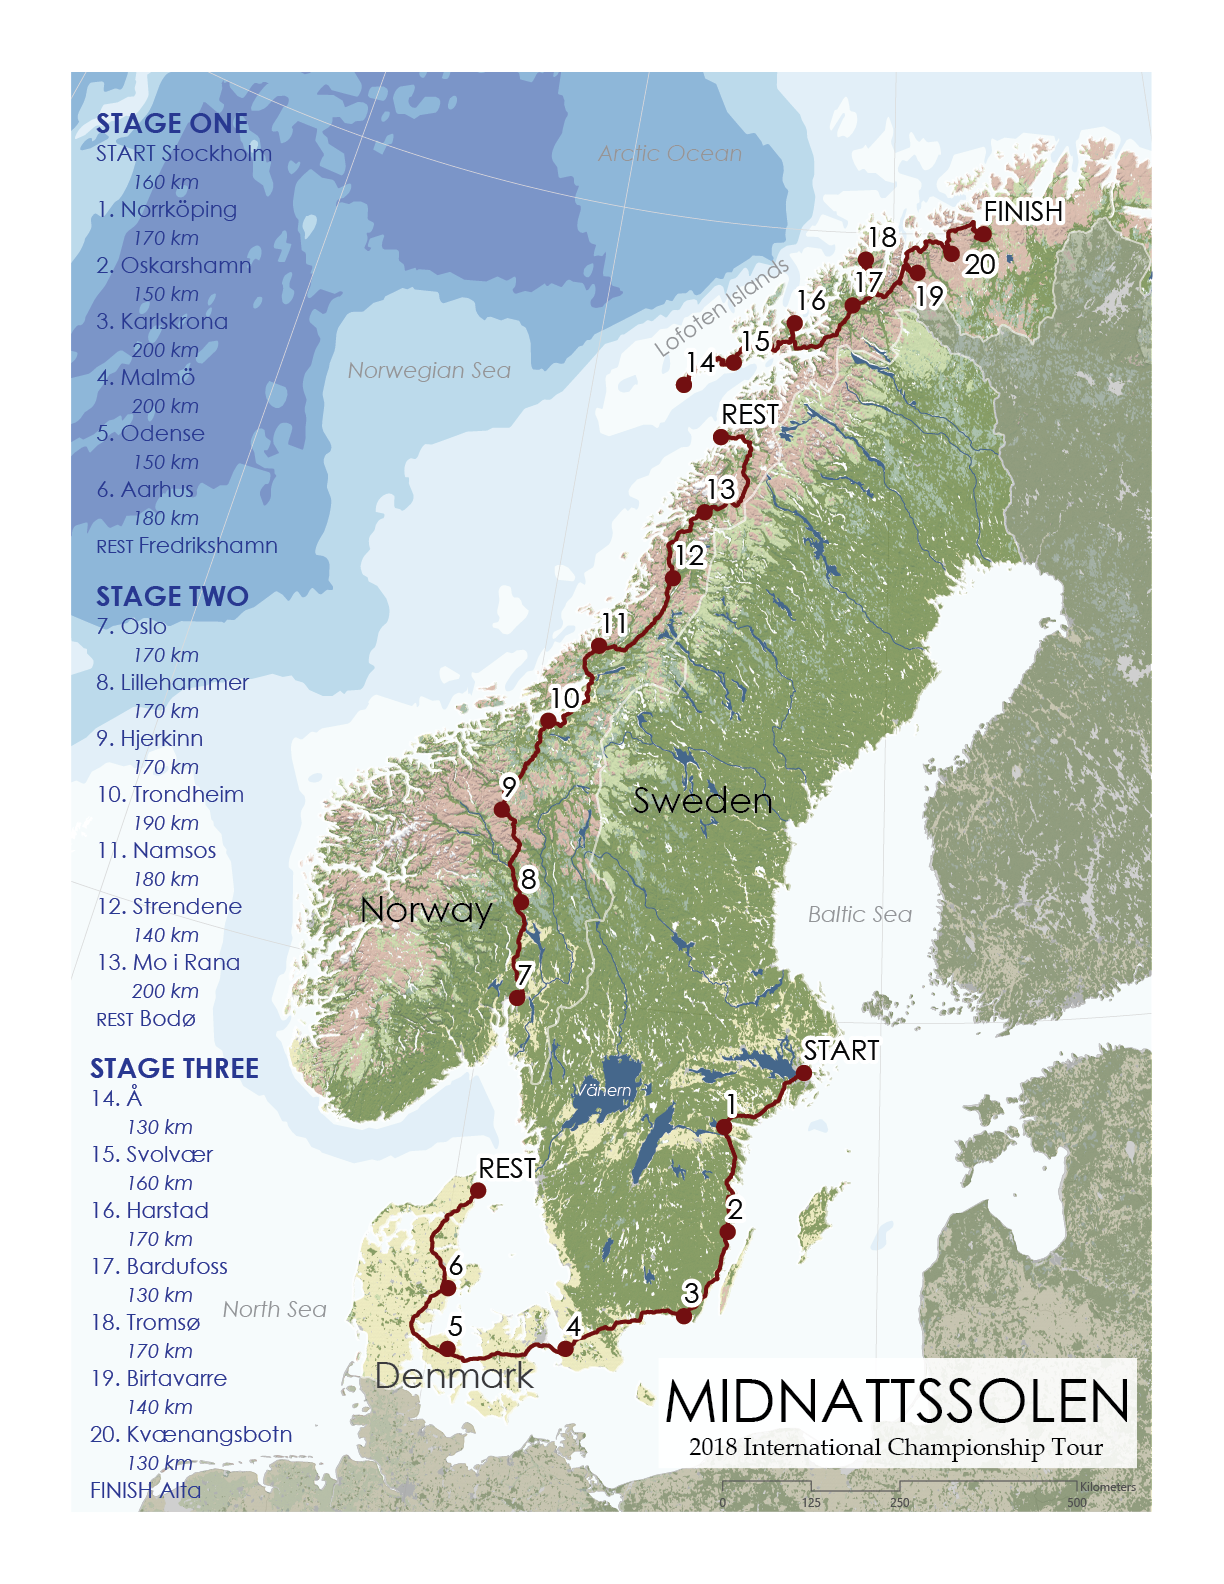 STAGE ONE
START Stockholm
160 km
1. Norrköping
170 km
2. Oskarshamn
150 km
3. Karlskrona
200 km
4. Malmö
200 km
5. Odense
150 km
6. Aarhus
180 km
REST Fredrikshamn
STAGE TWO
7. Oslo
170 km
8. Lillehammer
170 km
9. Hjerkinn
170 km
10. Trondheim
190 km
11. Namsos
180 km
12. Strendene
140 km
13. Mo i Rana
200 km
REST Bodø
STAGE THREE
14. Å
130 km
15. Svolvær
160 km
16. Harstad
170 km
17. Bardufoss
130 km
18. Tromsø
170 km
19. Birtavarre
140 km
20. Kvænangsbotn
130 km
FINISH Alta
Arctic Ocean
FINISH
18
20
17
19
Lofoten Islands
16
15
14
Norwegian Sea
REST
13
12
11
10
9
Sweden
8
Norway
Baltic Sea
7
START
Vänern
1
REST
2
6
3
North Sea
5
4
Denmark
MIDNATTSSOLEN
2018 International Championship Tour
Kilometers
0
125
250
500